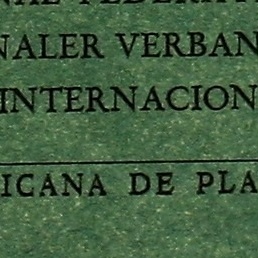 NALER VERBAN
INTERNACION
ICANA DE PLA